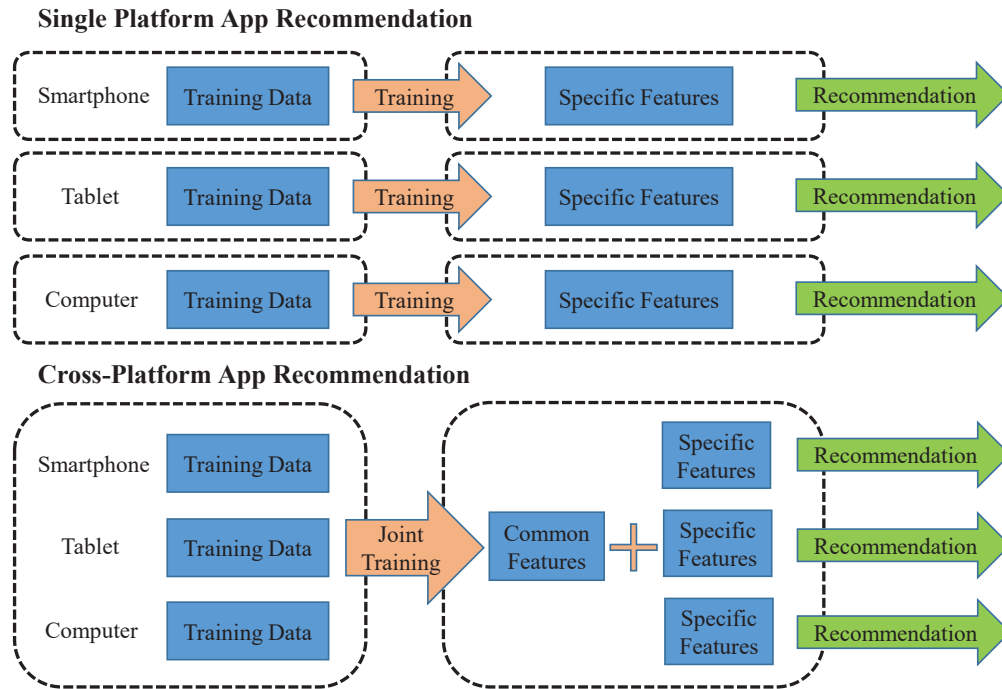 Single Platform App Recommendation
Smartphone Training Data Training Specific Features Recommendation
Tablet Training Data Training Specific Features Recommendation
Computer Training Data Training Specific Features Recommendation
Cross-Platform App Recommendation
Smartphone Training Data
Specific
Features
Recommendation
Tablet Training Data
Joint
Training
Common
Features
Specific
Features
Recommendation
Computer Training Data
Specific
Features
Recommendation